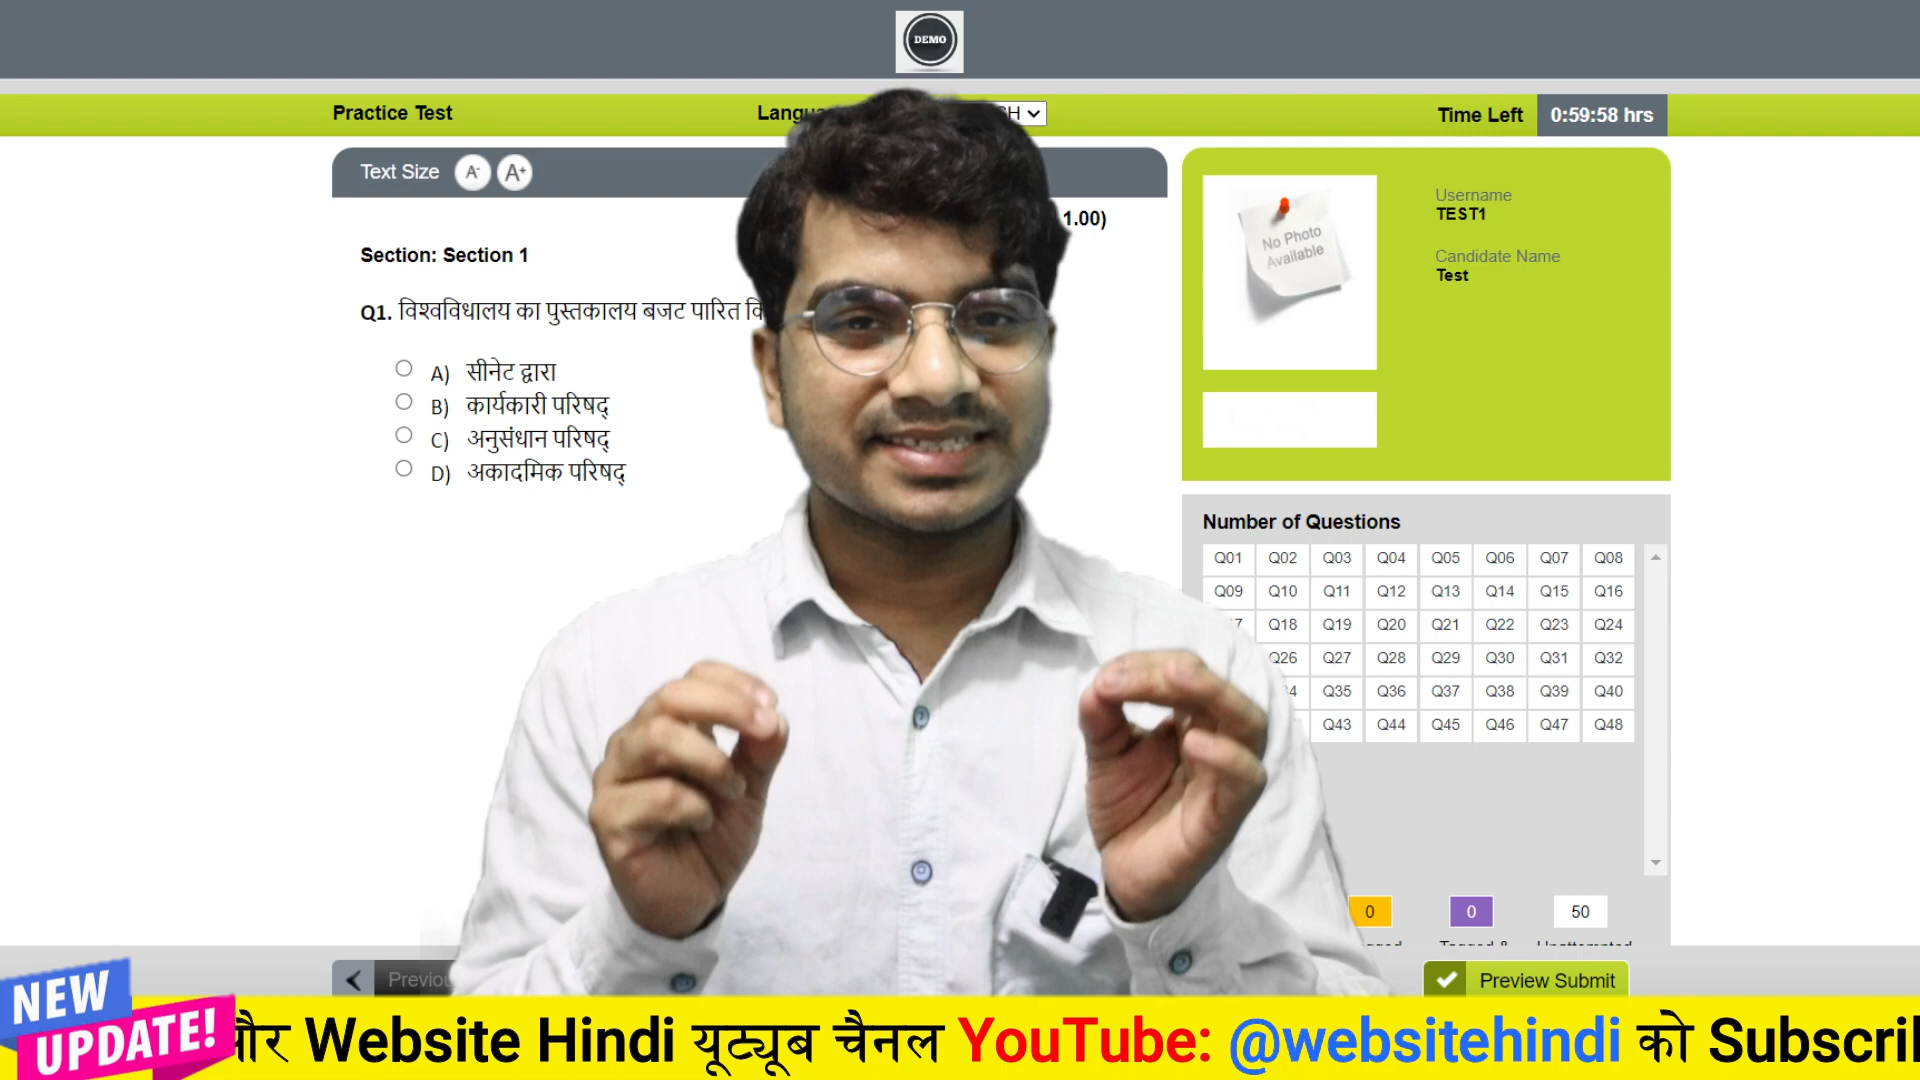 DEMO
Practice Test
Time Left 0:59:58 hrs
Text Size A- A+
1.00)
Section: Section 1
Q1. विश्वविधालय का पुस्तकालय बजट पारित
A) सीनेट द्वारा
B) कार्यकारी परिषद्
C) अनुसंधान परिषद्
D) अकादमिक परिषद्
No Photo
Available
Username
TEST1
Candidate Name
Test
Number of Questions
Q01 Q02 Q03 Q04 Q05 Q06 Q07 Q08
Q09 Q10 Q11 Q12 Q13 Q14 Q15 Q16
Q18 Q19 Q20 Q21 Q22 Q23 Q24
Q26 Q27 Q28 Q29 Q30 Q31 Q32
Q35 Q36 Q37 Q38 Q39 Q40
Q43 Q44 Q45 Q46 Q47 Q48
0 0 50
Preview Submit
NEW
UPDATE!
और Website Hindi यूट्यूब चैनल YouTube: @websitehindi को